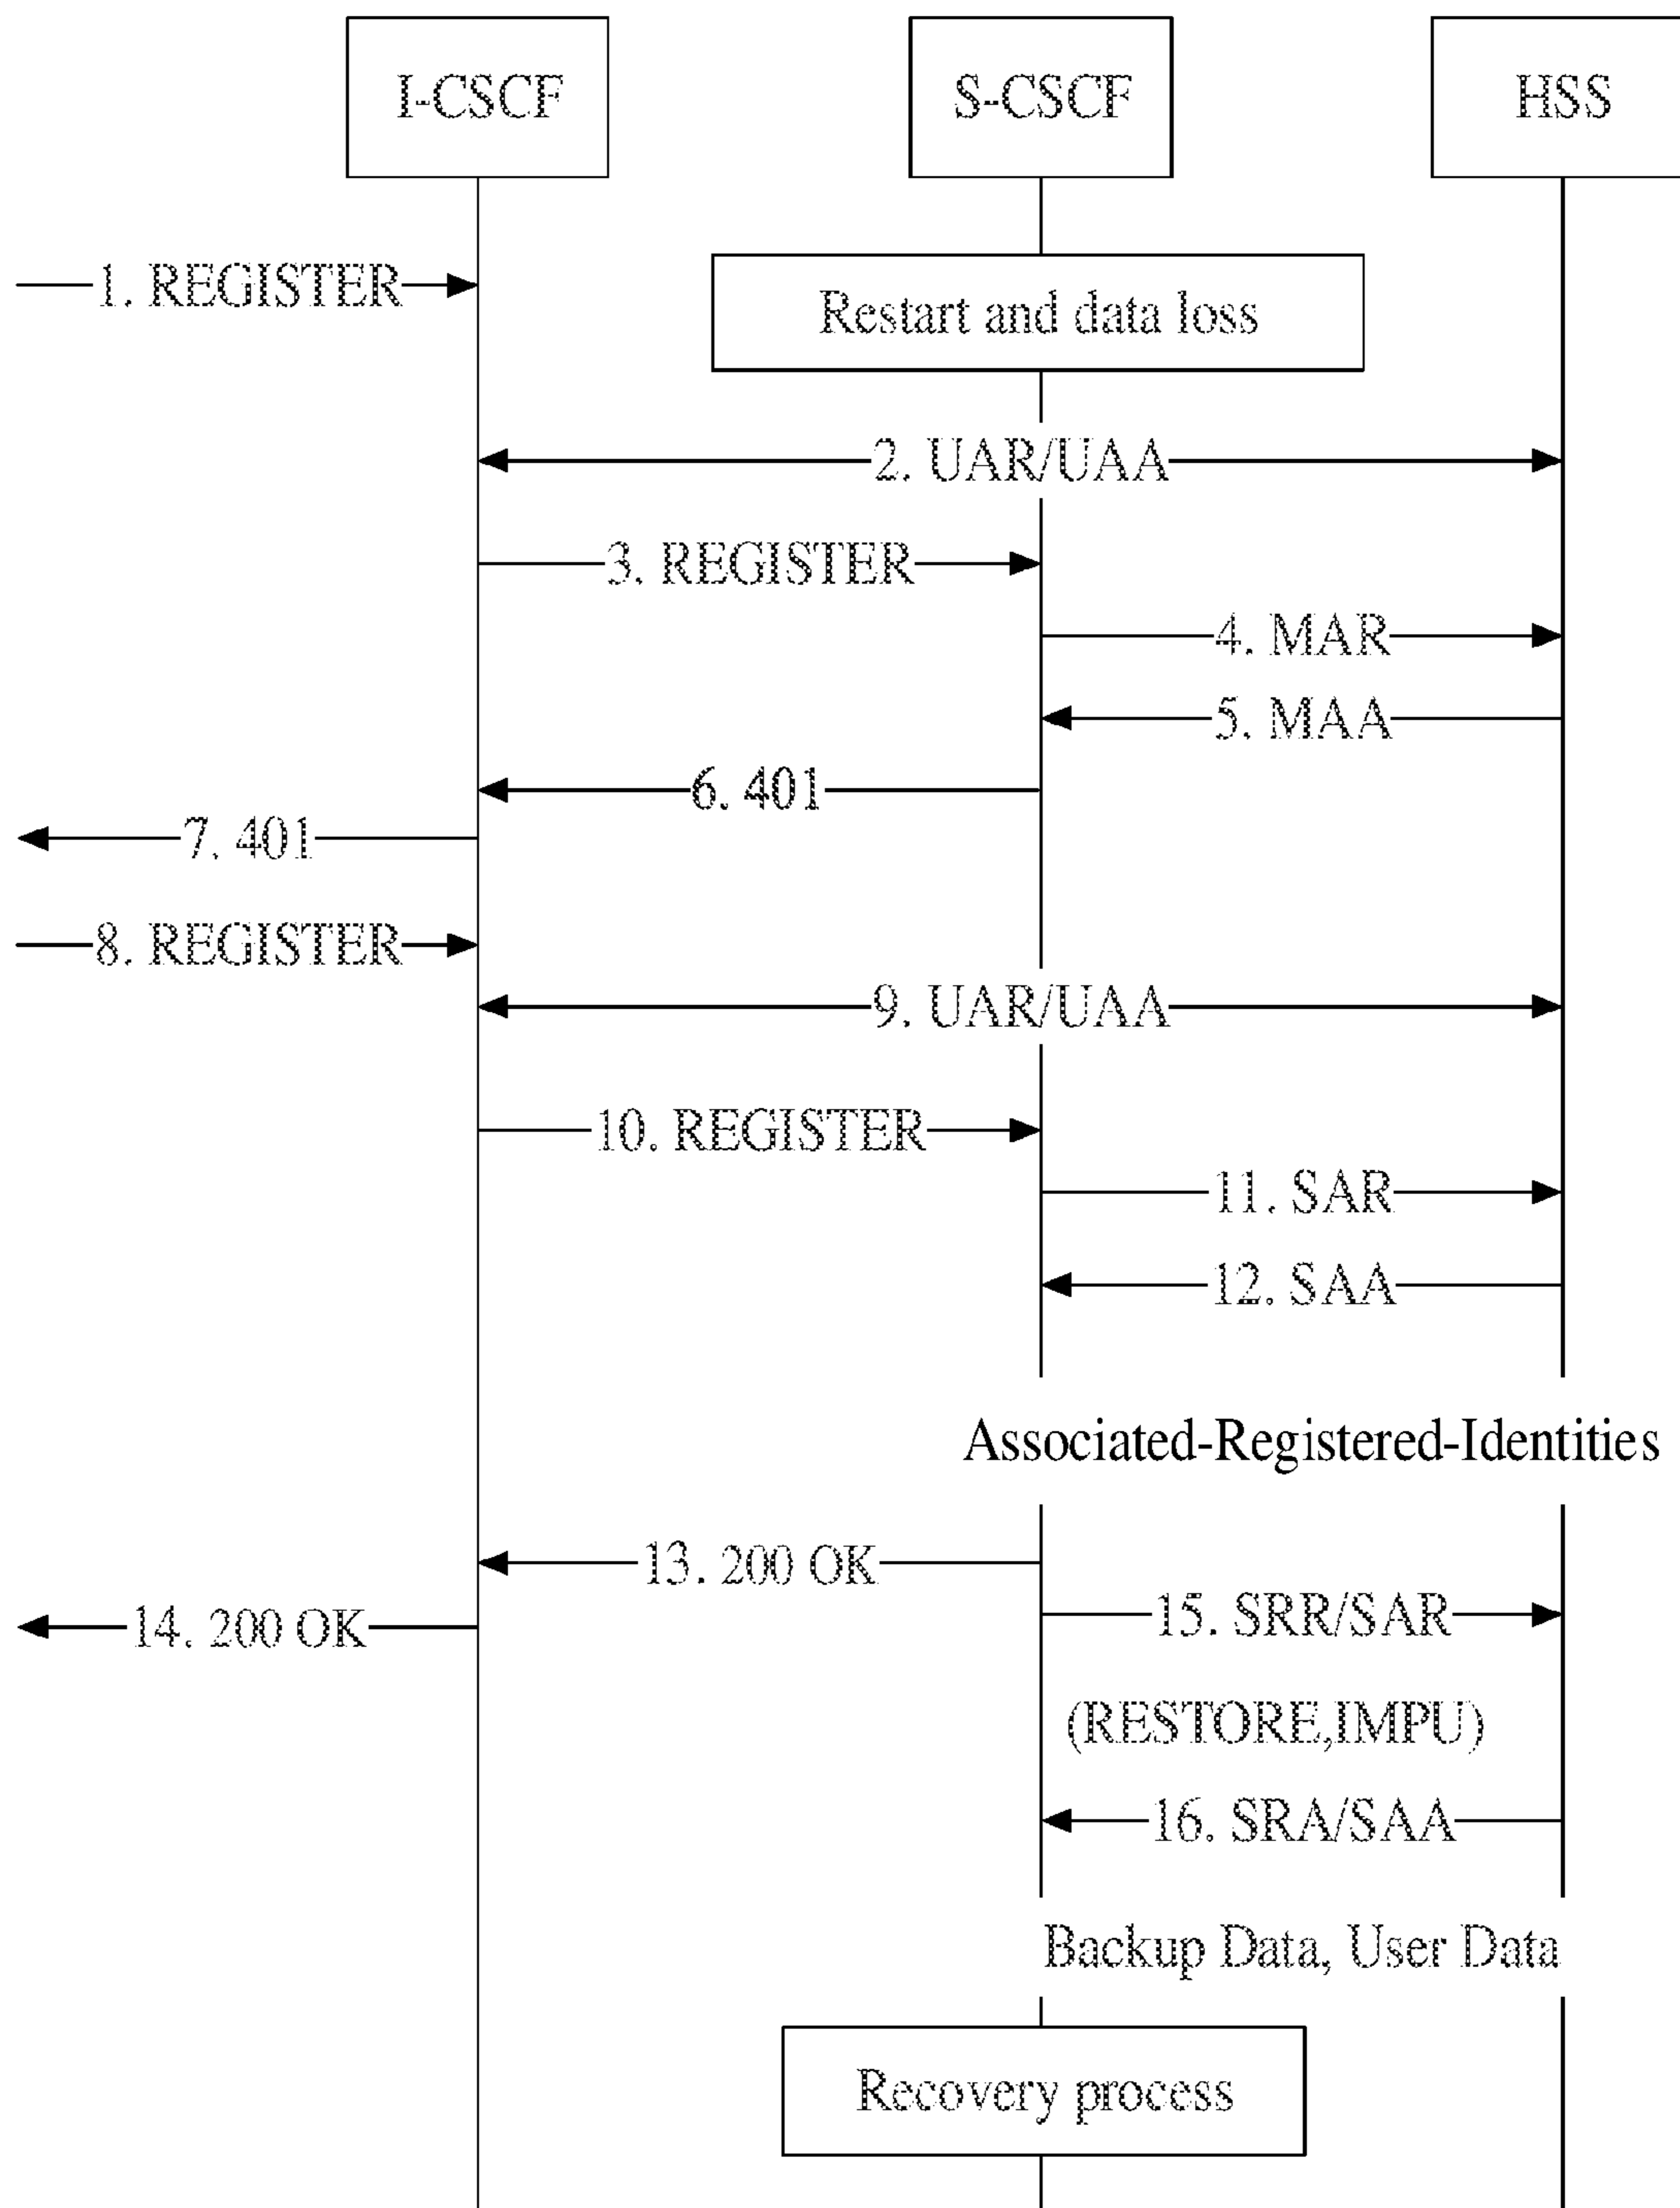 I-CSCF
S-CSCF
HSS
1. REGISTER
Restart and data loss
2. UAR/UAA
3. REGISTER
4. MAR
5. MAA
6. 401
7. 401
8. REGISTER
9. UAR/UAA
10. REGISTER
11. SAR
12. SAA
Associated-Registered-Identities
13. 200 OK
15. SRR/SAR
14. 200 OK
(RESTORE,IMPU)
16. SRA/SAA
Backup Data, User Data
Recovery process